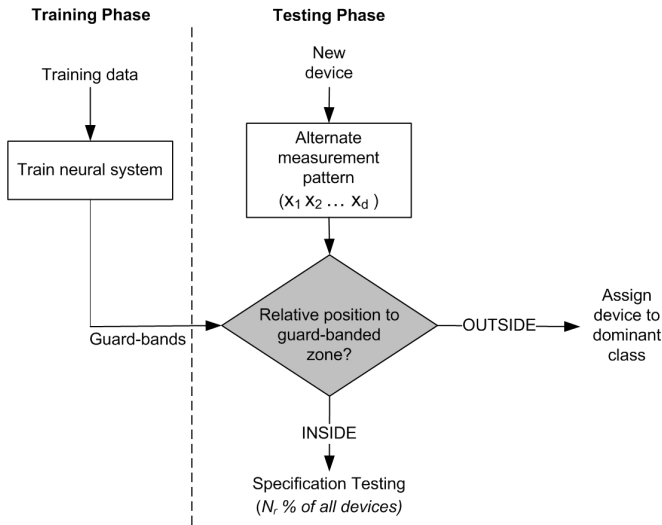 Training Phase
Testing Phase
Training data
Train neural system
Guard-bands
New
device
Alternate
measurement
pattern
(x₁ x₂ … x_d )
Relative position to
guard-banded
zone?
OUTSIDE
Assign
device to
dominant
class
INSIDE
Specification Testing
(Nᵣ % of all devices)